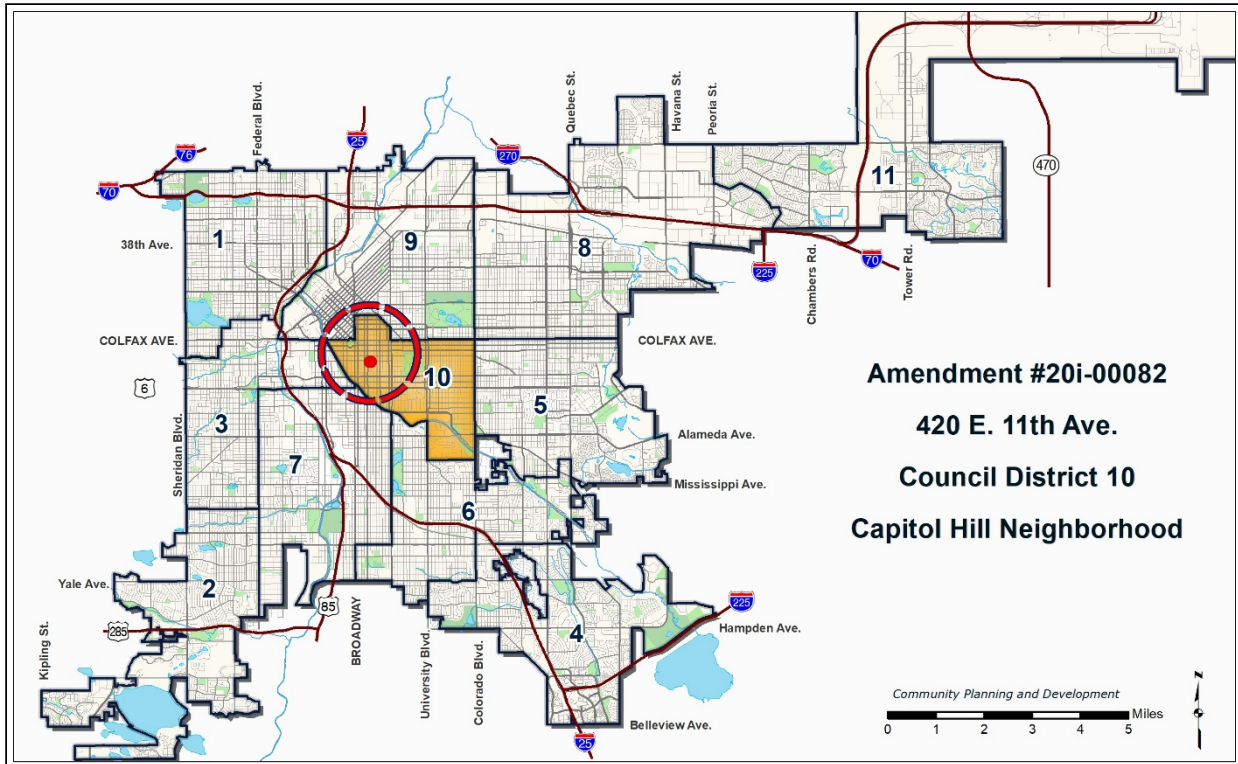 Federal Blvd.
Quebec St.
Havana St.
Peoria St.
25
76
270
70
11
470
1
9
8
38th Ave.
225
70
Chambers Rd.
Tower Rd.
COLFAX AVE.
COLFAX AVE.
6
10
5
3
Sheridan Blvd.
7
Alameda Ave.
Mississippi Ave.
6
Yale Ave.
2
85
285
BROADWAY
University Blvd.
Colorado Blvd.
4
225
Hampden Ave.
Kipling St.
Belleview Ave.
25
Amendment #20i-00082
420 E. 11th Ave.
Council District 10
Capitol Hill Neighborhood
Community Planning and Development
Miles
0 1 2 3 4 5
N